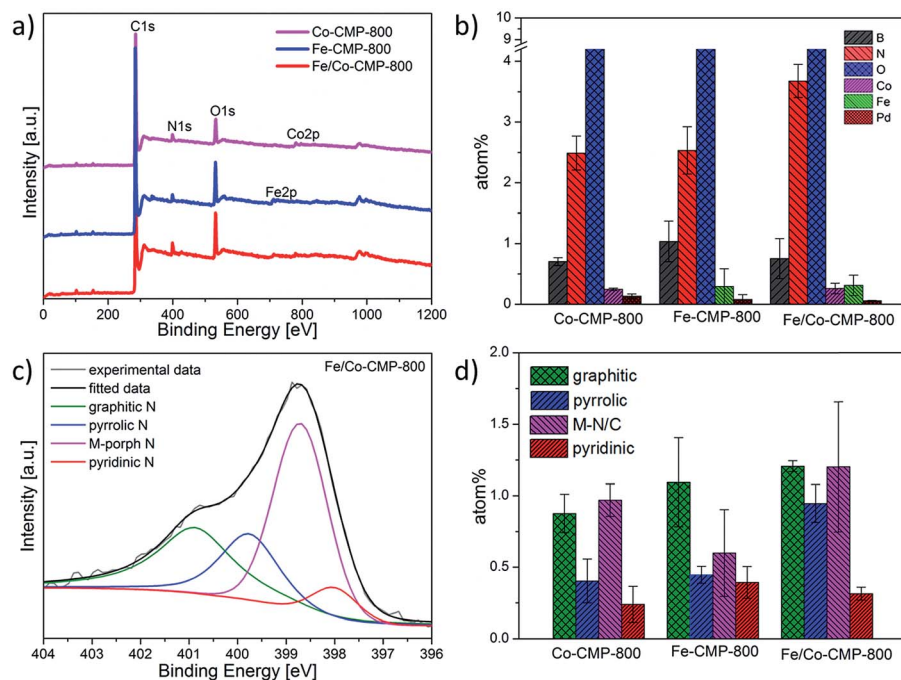 a)
C1s
Co-CMP-800
Fe-CMP-800
Fe/Co-CMP-800
N1s
O1s
Co2p
Fe2p
Intensity [a.u.]
0 200 400 600 800 1000 1200
Binding Energy [eV]
b)
10
9
8
7
6
5
4
3
2
1
0
atom%
B
N
O
Co
Fe
Pd
Co-CMP-800 Fe-CMP-800 Fe/Co-CMP-800
c)
experimental data
fitted data
graphitic N
pyrrolic N
M-porph N
pyridinic N
Fe/Co-CMP-800
Intensity [a.u.]
404 403 402 401 400 399 398 397 396
Binding Energy [eV]
d)
2.0
1.5
1.0
0.5
0.0
atom%
graphitic
pyrrolic
M-N/C
pyridinic
Co-CMP-800 Fe-CMP-800 Fe/Co-CMP-800